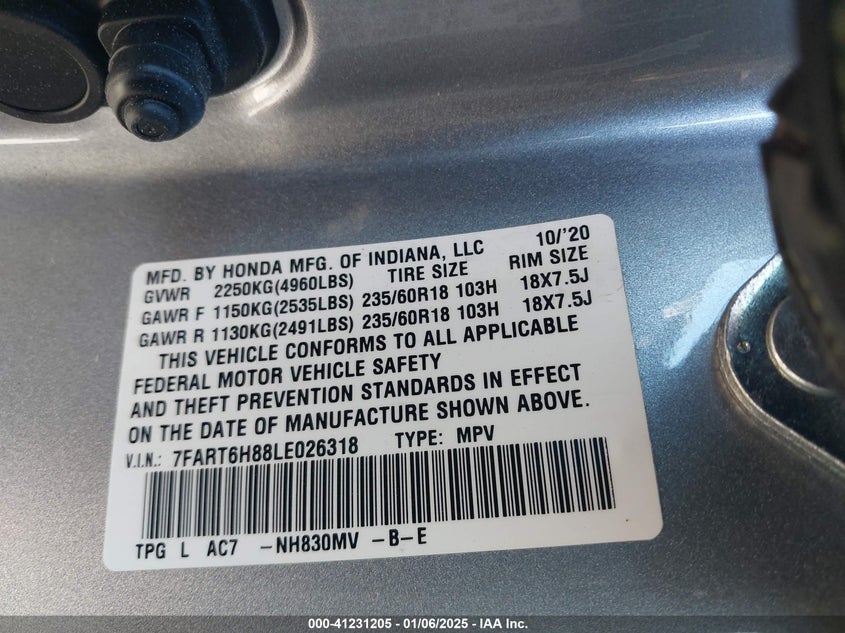 MFD. BY HONDA MFG. OF INDIANA, LLC 10/'20
GVWR 2250KG(4960LBS) TIRE SIZE RIM SIZE
GAWR F 1150KG(2535LBS) 235/60R18 103H 18X7.5J
GAWR R 1130KG(2491LBS) 235/60R18 103H 18X7.5J
THIS VEHICLE CONFORMS TO ALL APPLICABLE
FEDERAL MOTOR VEHICLE SAFETY
AND THEFT PREVENTION STANDARDS IN EFFECT
ON THE DATE OF MANUFACTURE SHOWN ABOVE.
V.I.N.: 7FART6H88LE026318 TYPE: MPV
TPG L AC7 -NH830MV -B-E
000-41231205 - 01/06/2025 - IAA Inc.